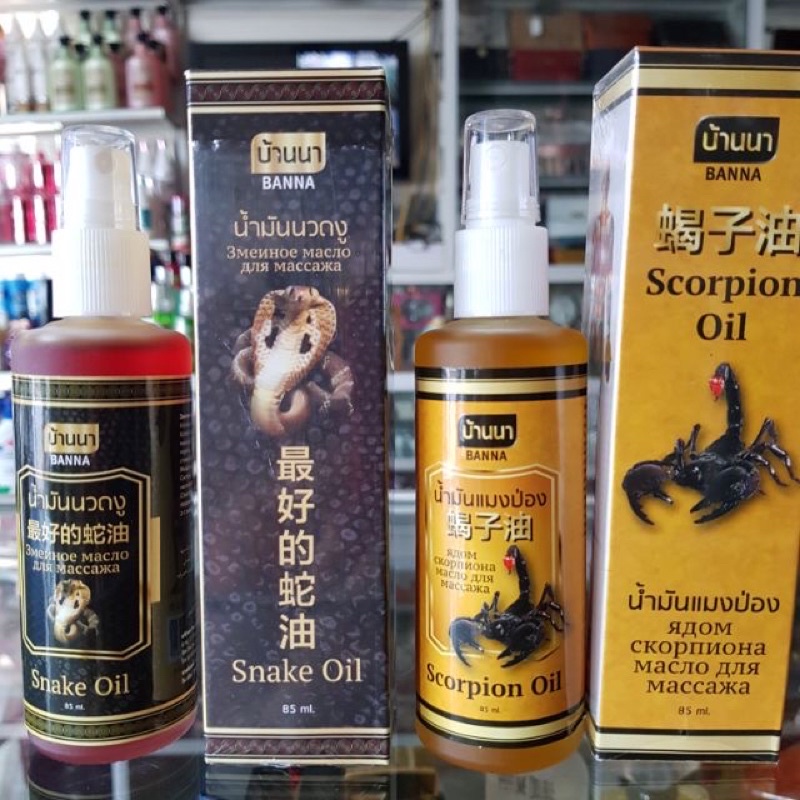 บ้านนา
BANNA
น้ำมันนวดงู
最好的蛇油
Змеиное масло
для массажа
Snake Oil
85 ml.
บ้านนา
BANNA
น้ำมันนวดงู
Змеиное масло
для массажа
最好的蛇油
Snake Oil
85 ml.
บ้านนา
BANNA
น้ำมันแมงป่อง
蝎子油
ядом
скорпиона
масло для
массажа
Scorpion Oil
85 ml.
บ้านนา
BANNA
蝎子油
Scorpion
Oil
น้ำมันแมงป่อง
ядом
скорпиона
масло для
массажа
85 ml.